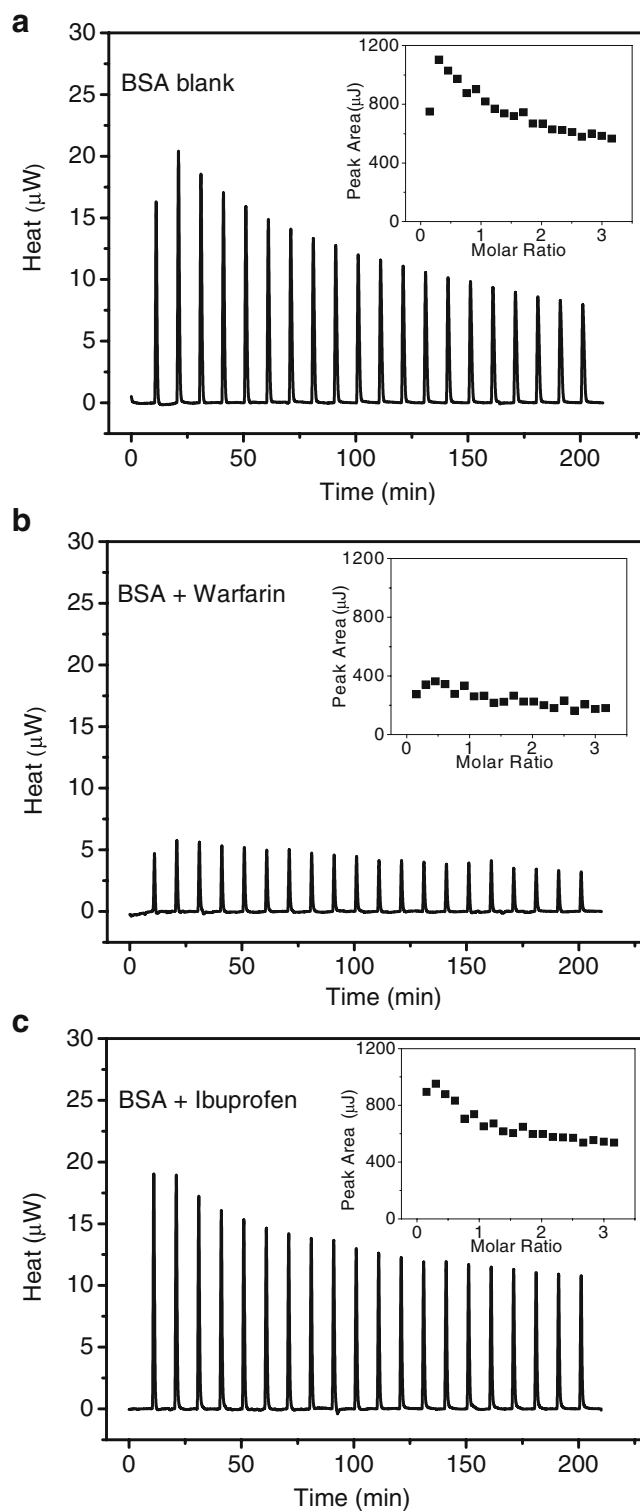 a
30
25
20
15
10
5
0
Heat (µW)
BSA blank
1200
800
400
0
Peak Area(µJ)
0 1 2 3
Molar Ratio
0 50 100 150 200
Time (min)
b
30
25
20
15
10
5
0
Heat (µW)
BSA + Warfarin
1200
800
400
0
Peak Area(µJ)
0 1 2 3
Molar Ratio
0 50 100 150 200
Time (min)
c
30
25
20
15
10
5
0
Heat (µW)
BSA + Ibuprofen
1200
800
400
0
Peak Area (µJ)
0 1 2 3
Molar Ratio
0 50 100 150 200
Time (min)